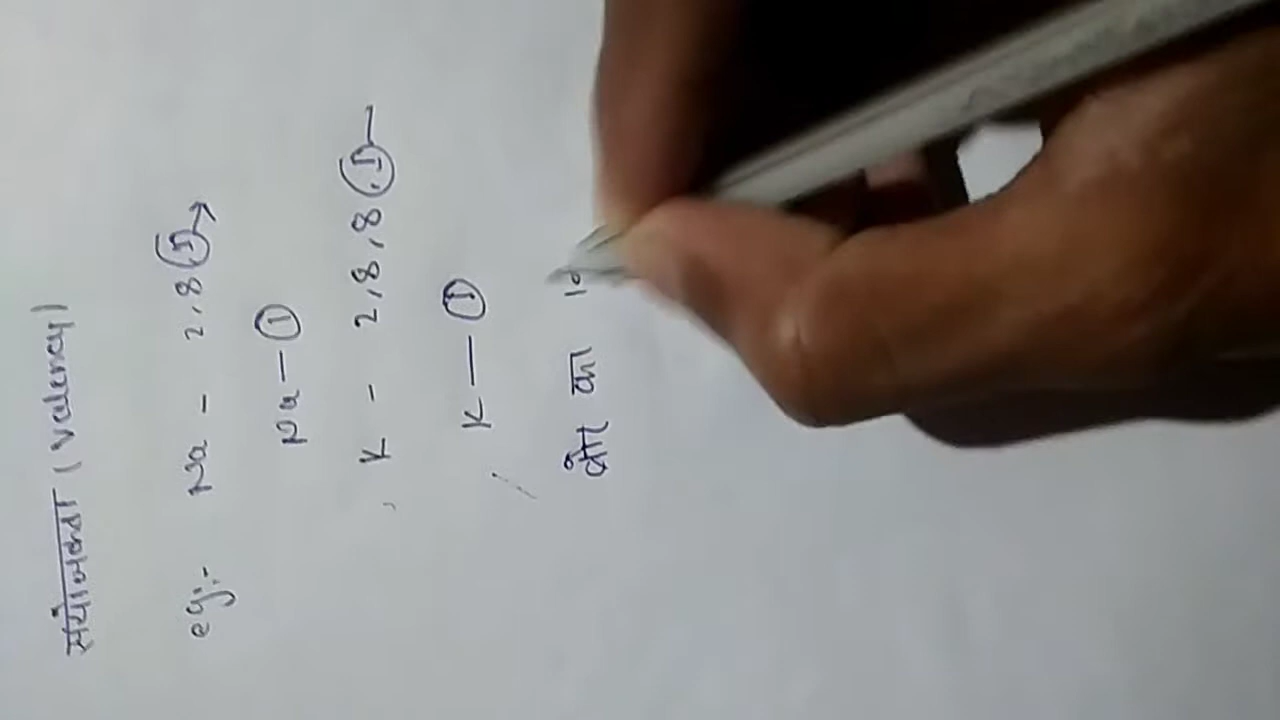 संयोजकता (Valency)
eg:- Na - 2,8,1
Na - 1
K - 2,8,8,1
K - 1
का